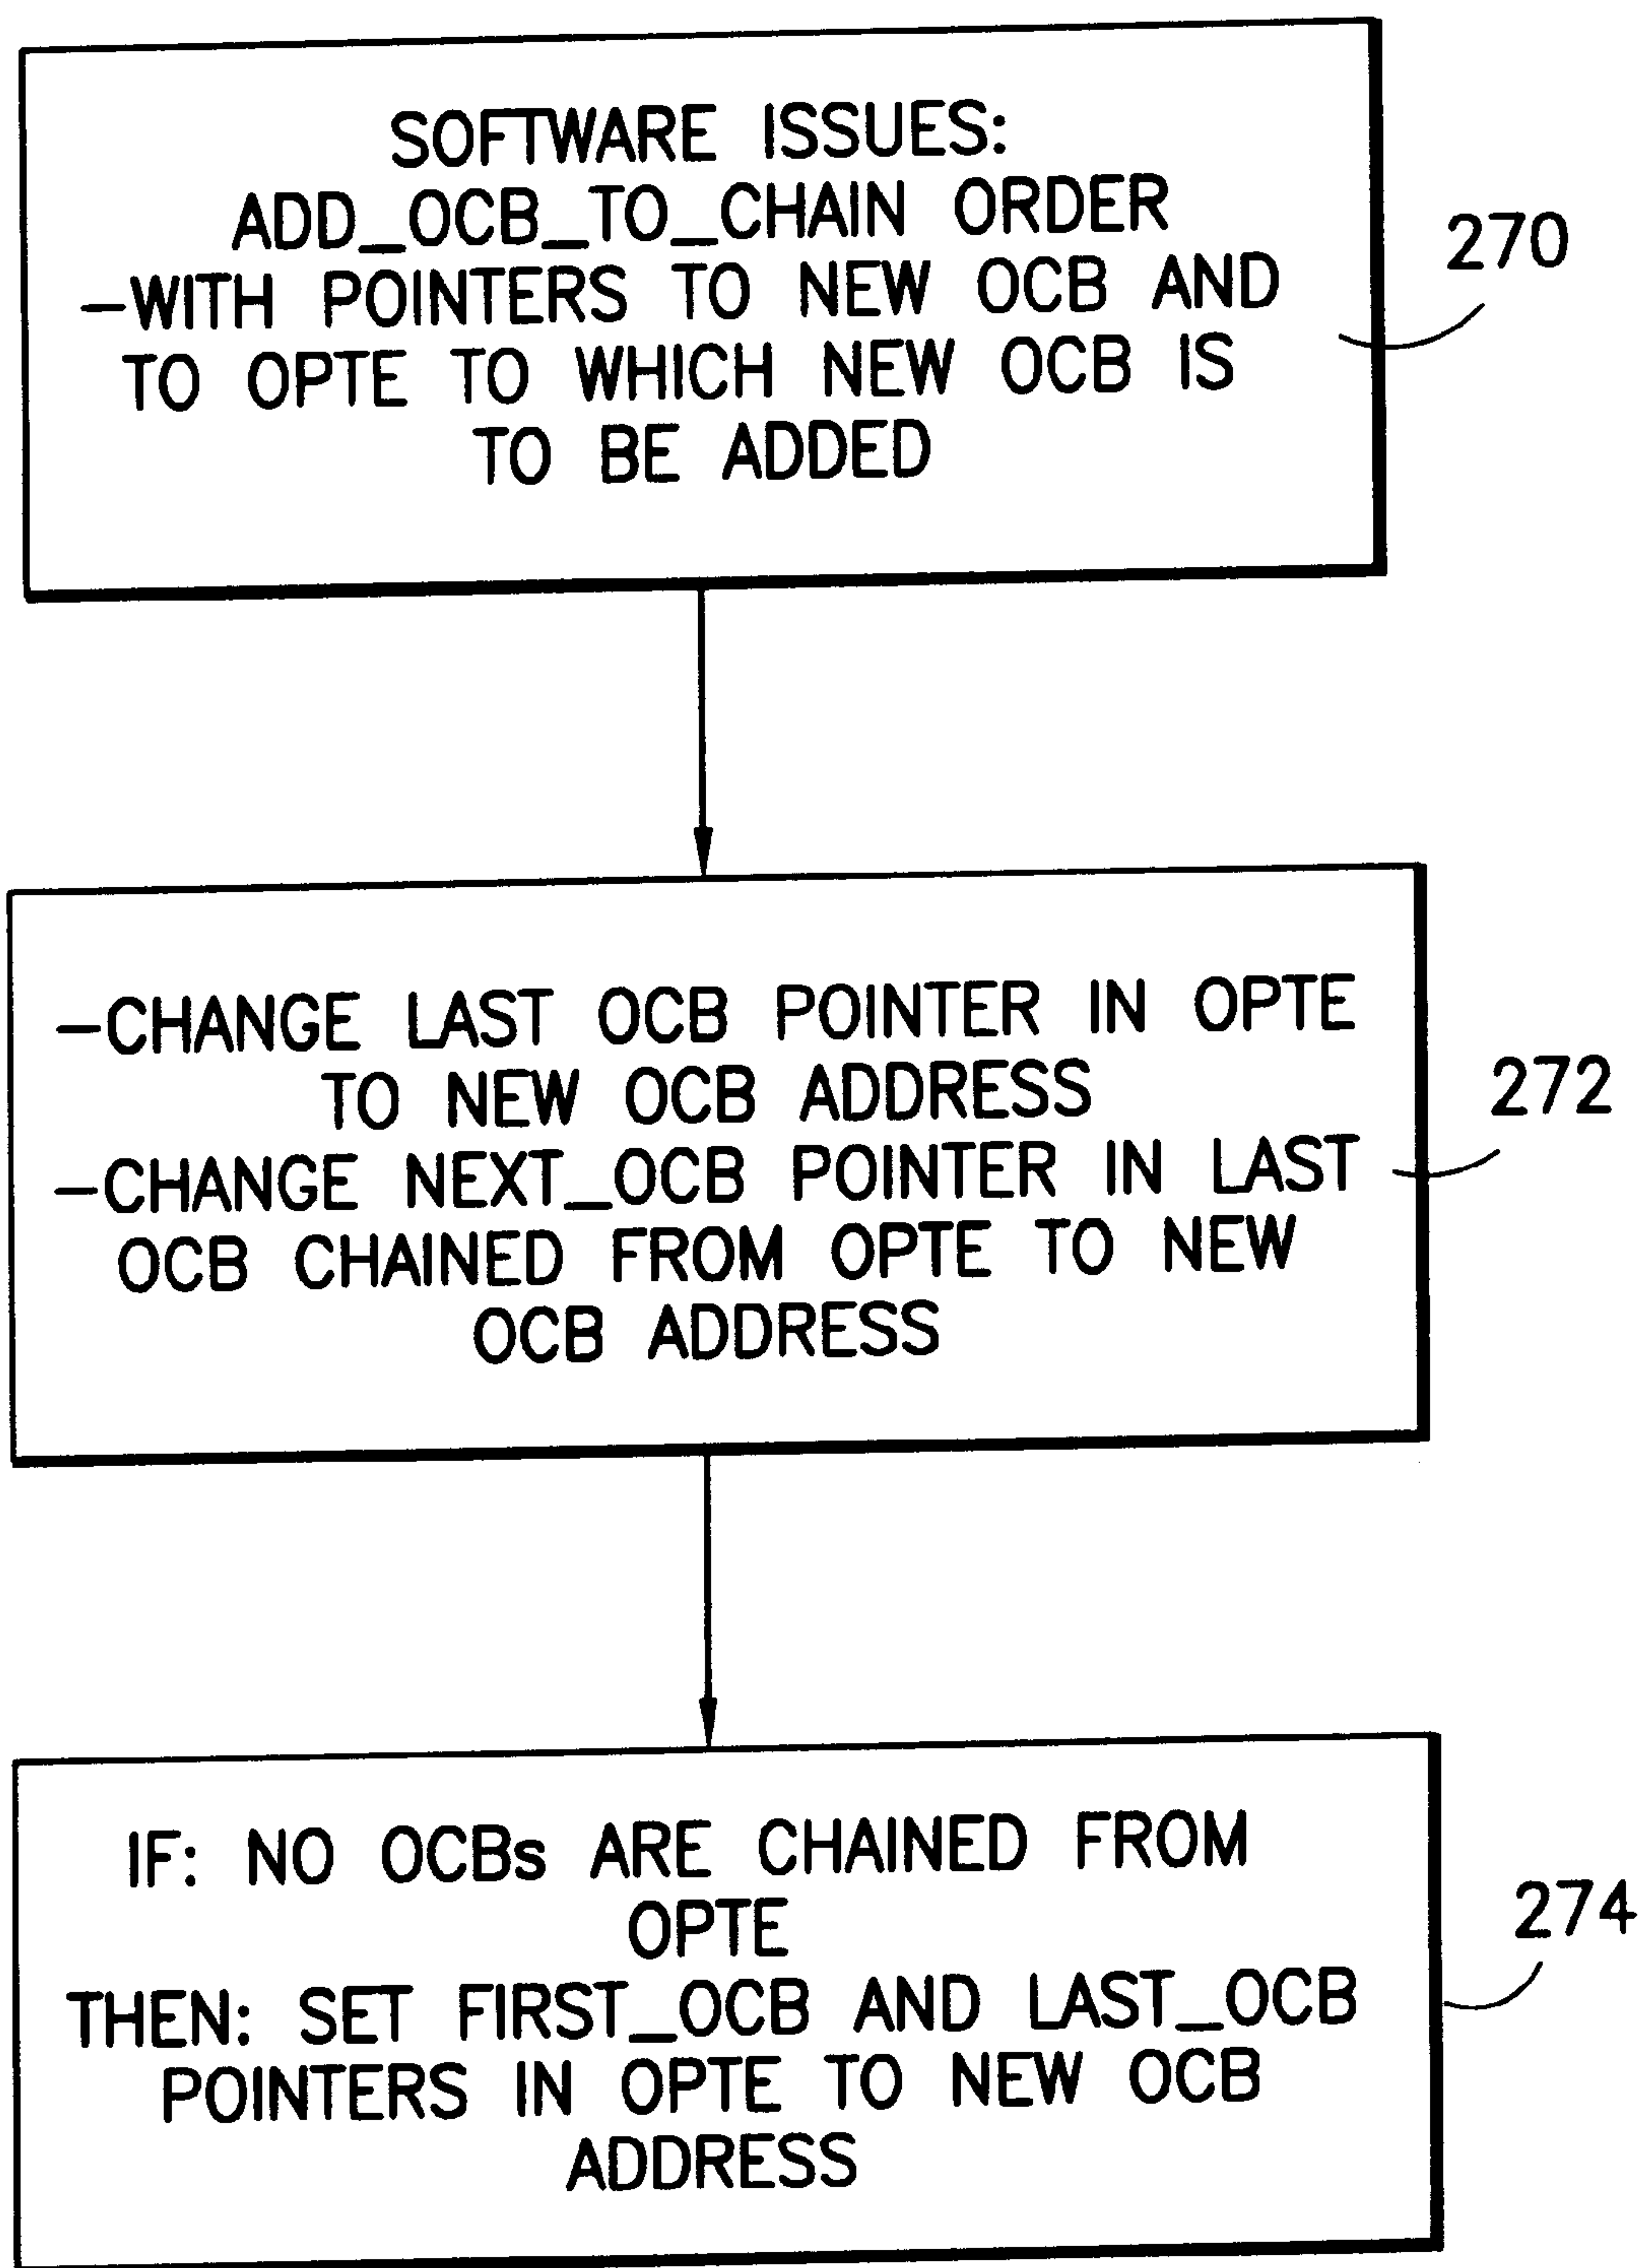 SOFTWARE ISSUES:
ADD_OCB_TO_CHAIN ORDER
-WITH POINTERS TO NEW OCB AND
TO OPTE TO WHICH NEW OCB IS
TO BE ADDED
270
-CHANGE LAST OCB POINTER IN OPTE
TO NEW OCB ADDRESS
-CHANGE NEXT_OCB POINTER IN LAST
OCB CHAINED FROM OPTE TO NEW
OCB ADDRESS
272
IF: NO OCBs ARE CHAINED FROM
OPTE
THEN: SET FIRST_OCB AND LAST_OCB
POINTERS IN OPTE TO NEW OCB
ADDRESS
274